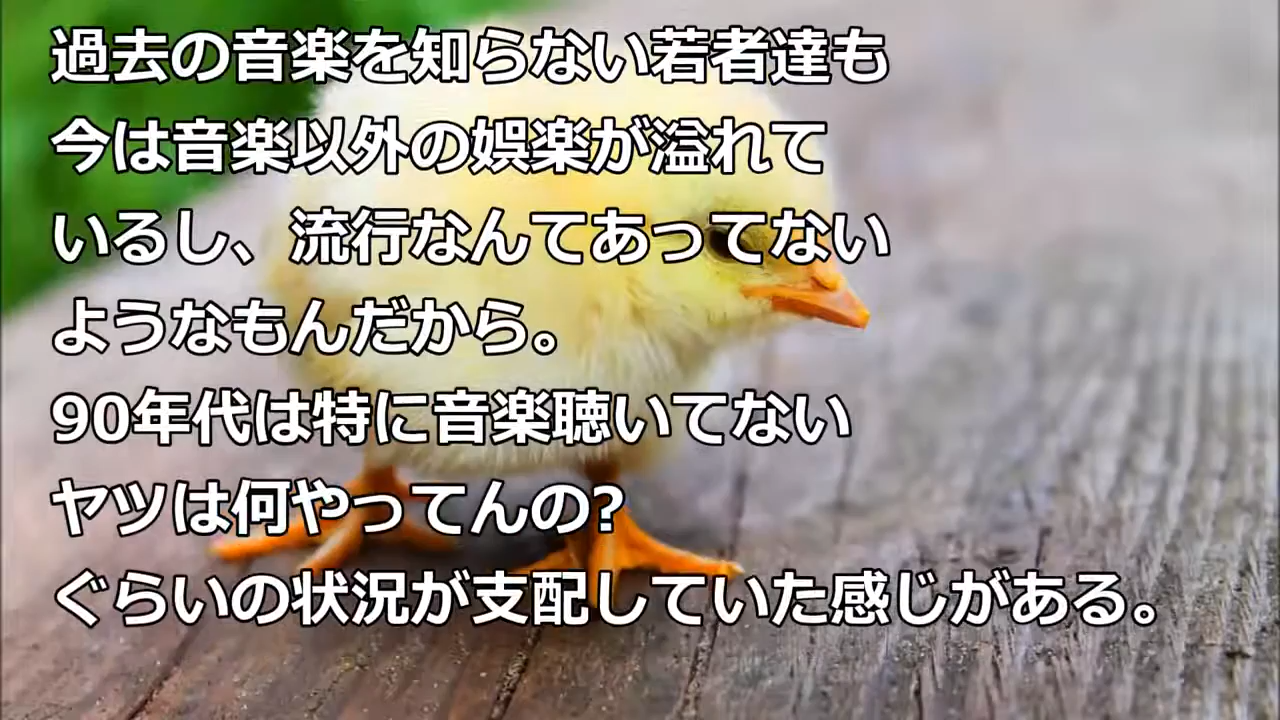 過去の音楽を知らない若者達も
今は音楽以外の娯楽が溢れて
いるし、流行なんてあってない
ようなもんだから。
90年代は特に音楽聴いてない
ヤツは何やってんの?
ぐらいの状況が支配していた感じがある。